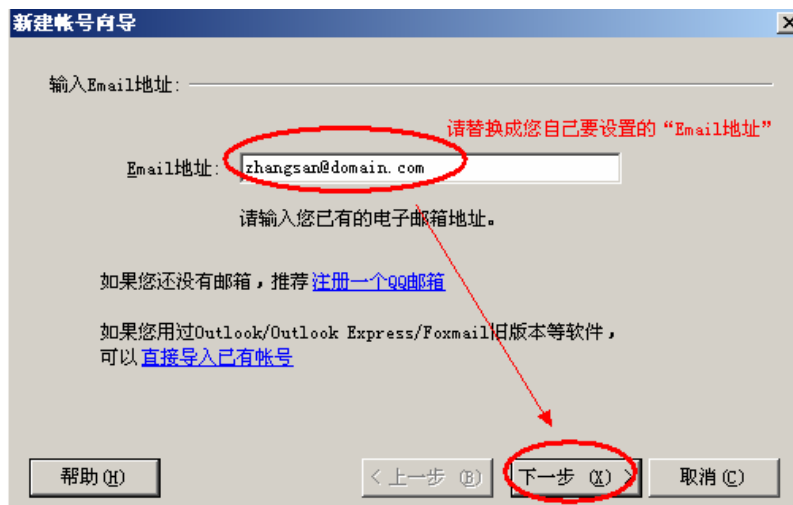 新建帐号向导
输入Email地址:
请替换成您自己要设置的“Email地址”
Email地址: zhangsan@domain.com
请输入您已有的电子邮箱地址。
如果您还没有邮箱，推荐 注册一个QQ邮箱
如果您用过Outlook/Outlook Express/Foxmail旧版本等软件，
可以 直接导入已有帐号
帮助(H) < 上一步 (B) 下一步 (X) > 取消(C)